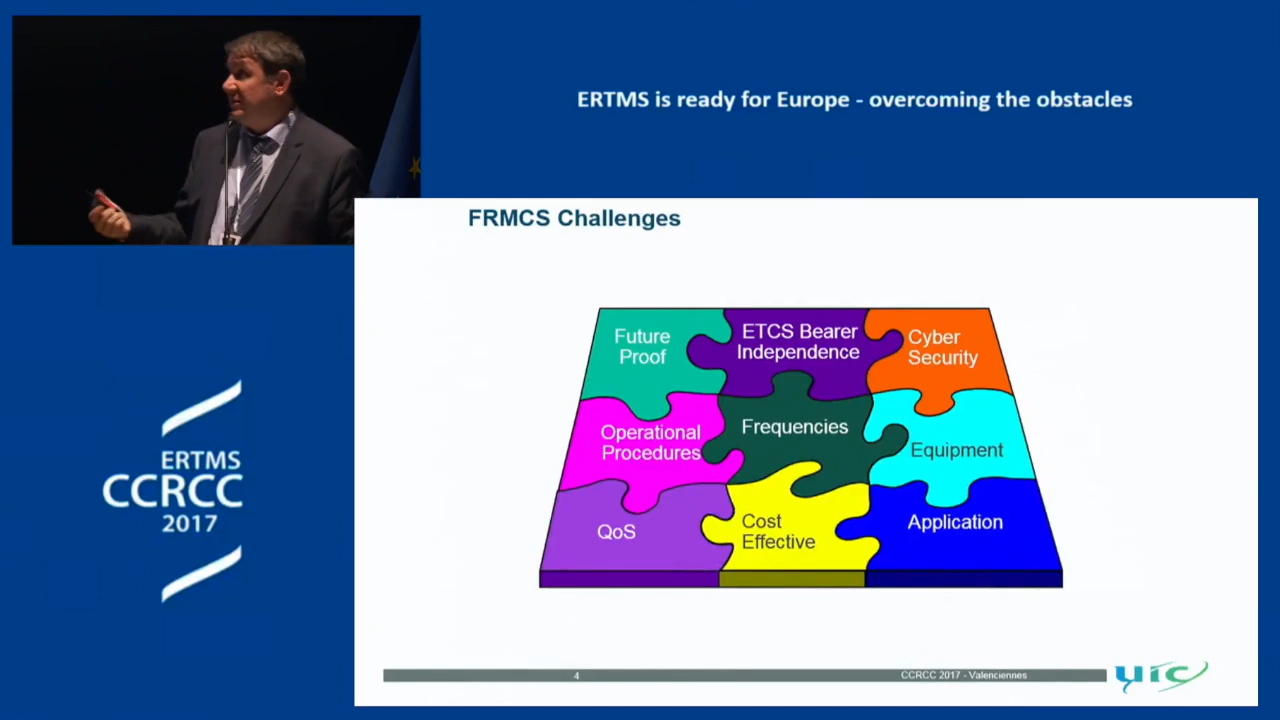 ERTMS is ready for Europe - overcoming the obstacles
FRMCS Challenges
Future
Proof
ETCS Bearer
Independence
Cyber
Security
Operational
Procedures
Frequencies
Equipment
QoS
Cost
Effective
Application
ERTMS
CCRCC
2017
4
CCRCC 2017 - Valenciennes
uic